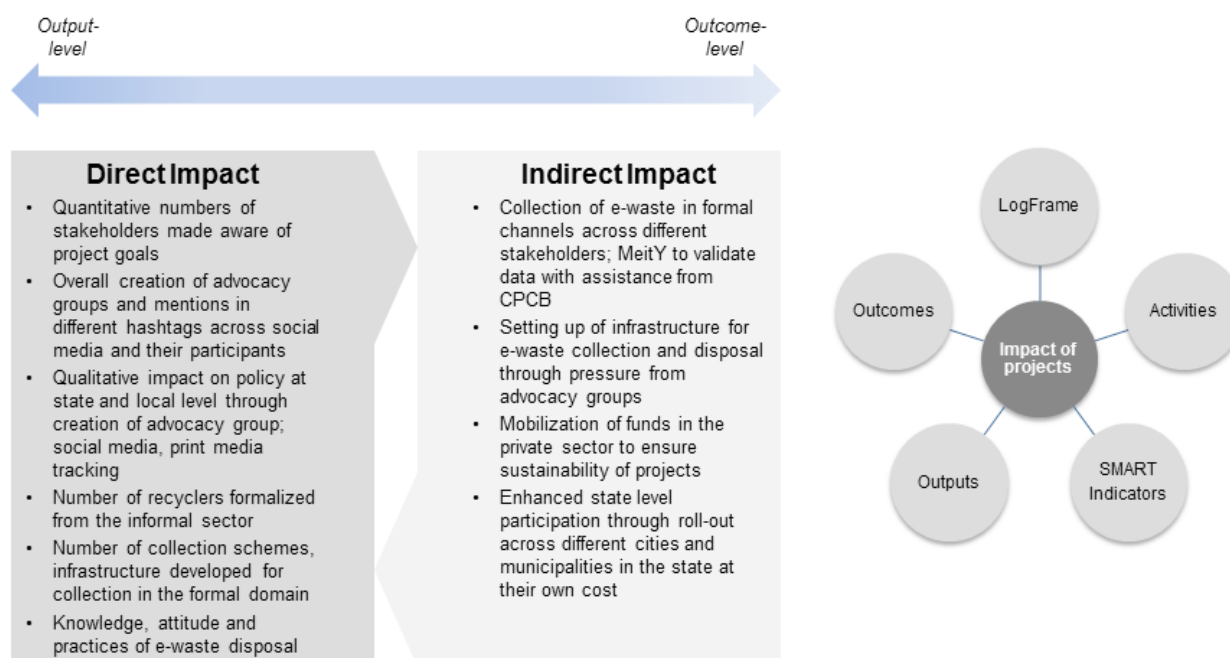 Output-
level
Outcome-
level
Direct Impact
• Quantitative numbers of
stakeholders made aware of
project goals
• Overall creation of advocacy
groups and mentions in
different hashtags across social
media and their participants
• Qualitative impact on policy at
state and local level through
creation of advocacy group;
social media, print media
tracking
• Number of recyclers formalized
from the informal sector
• Number of collection schemes,
infrastructure developed for
collection in the formal domain
• Knowledge, attitude and
practices of e-waste disposal
Indirect Impact
• Collection of e-waste in formal
channels across different
stakeholders; MeitY to validate
data with assistance from
CPCB
• Setting up of infrastructure for
e-waste collection and disposal
through pressure from
advocacy groups
• Mobilization of funds in the
private sector to ensure
sustainability of projects
• Enhanced state level
participation through roll-out
across different cities and
municipalities in the state at
their own cost
LogFrame
Outcomes
Activities
Impact of
projects
Outputs
SMART
Indicators